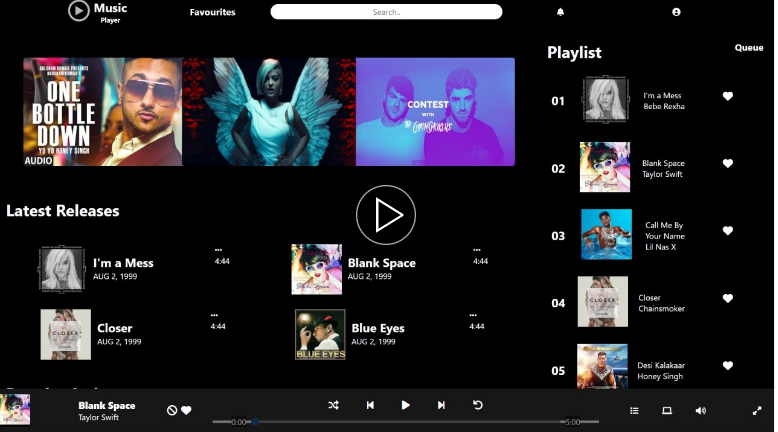 Music
Player
Favourites
Search..
GULSHAN KUMAR PRESENTS
ONE
BOTTLE
DOWN
YO YO HONEY SINGH
AUDIO
CONTEST
WITH
THE CHAINSMOKERS
Playlist
Queue
01
I'm a Mess
Bebe Rexha
02
Blank Space
Taylor Swift
03
Call Me By
Your Name
Lil Nas X
04
CLOSER
Closer
Chainsmoker
05
Desi Kalakaar
Honey Singh
Latest Releases
I'm a Mess
AUG 2, 1999
...
4:44
Blank Space
AUG 2, 1999
...
4:44
CLOSER
Closer
AUG 2, 1999
...
4:44
BLUE EYES
Blue Eyes
AUG 2, 1999
...
4:44
Blank Space
Taylor Swift
0:00
5:00